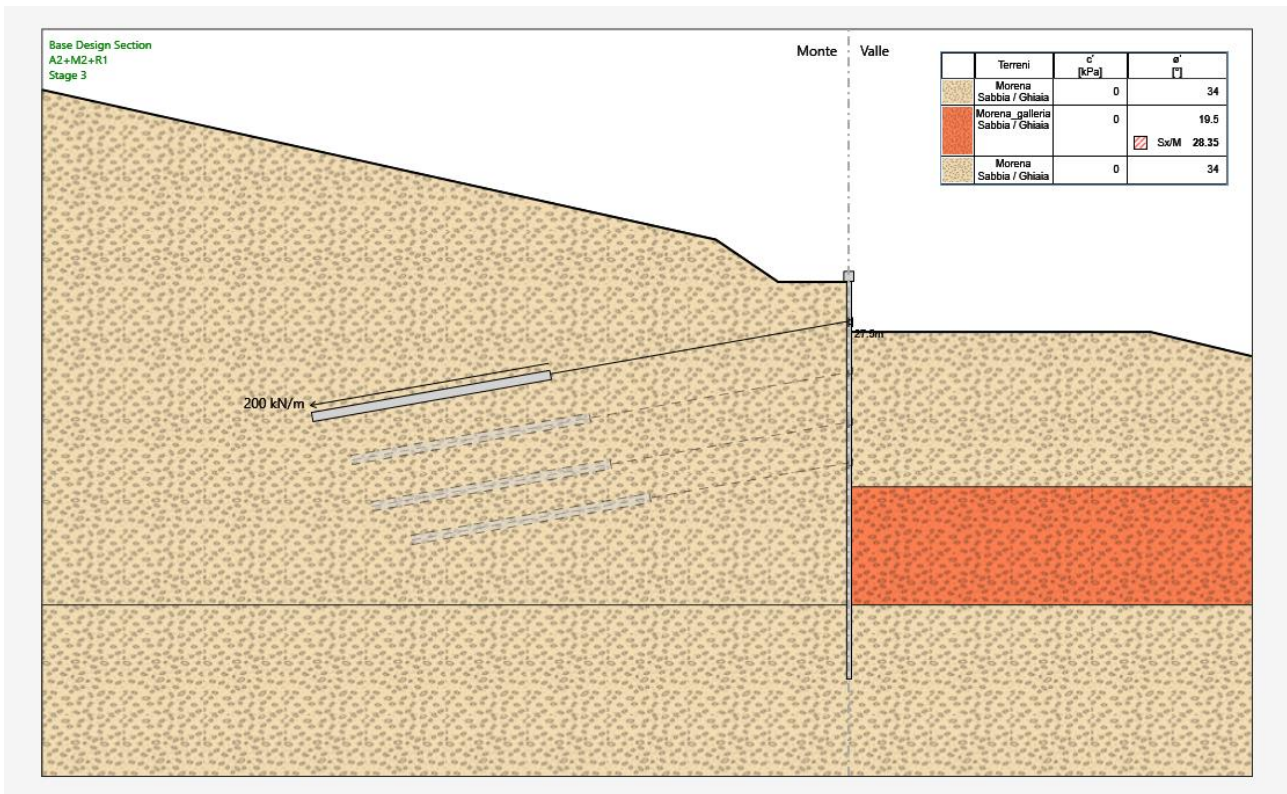 Base Design Section
A2+M2+R1
Stage 3
Monte
Valle
Terreni
c'
[kPa]
ø'
[°]
Morena
Sabbia / Ghiaia
0
34
Morena_galleria
Sabbia / Ghiaia
0
19.5
Sx/M 28.35
Morena
Sabbia / Ghiaia
0
34
27.5m
200 kN/m